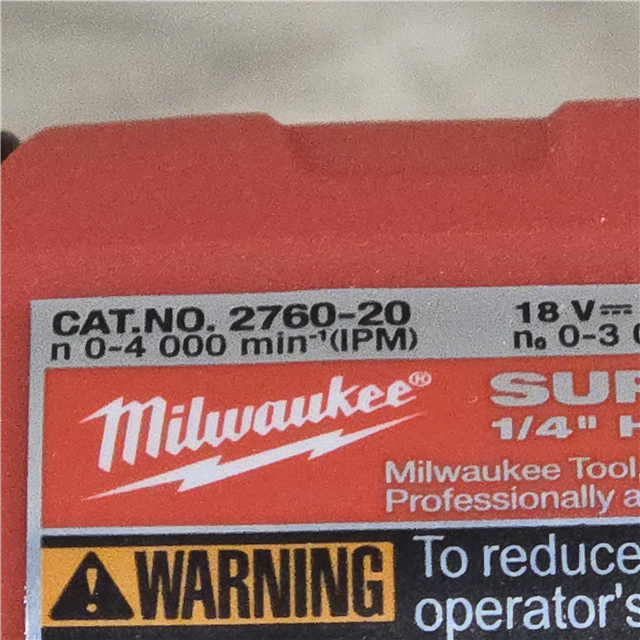 CAT.NO. 2760-20 18 V⎓
n 0-4 000 min⁻¹(IPM) n₀ 0-3
Milwaukee®
1/4"
Milwaukee Tool
Professionally
WARNING To reduce
operator's